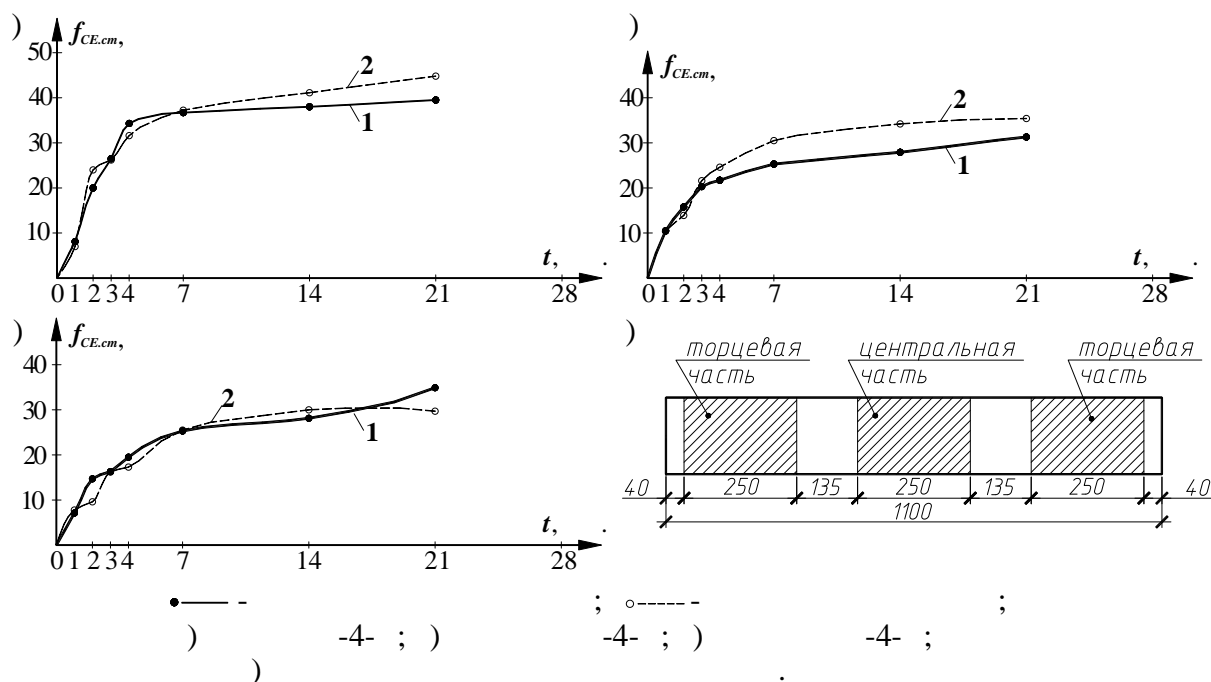 )
f CE.cm,
50
40
30
20
10
2
1
t, .
0 1 2 3 4 7 14 21 28
)
f CE.cm,
40
30
20
10
2
1
t, .
0 1 2 3 4 7 14 21 28
)
f CE.cm,
40
30
20
10
2
1
t, .
0 1 2 3 4 7 14 21 28
)
торцевая часть
центральная часть
торцевая часть
40 250 135 250 135 250 40
1100
- ; - ;
) -4- ; ) -4- ; ) -4- ;
) .